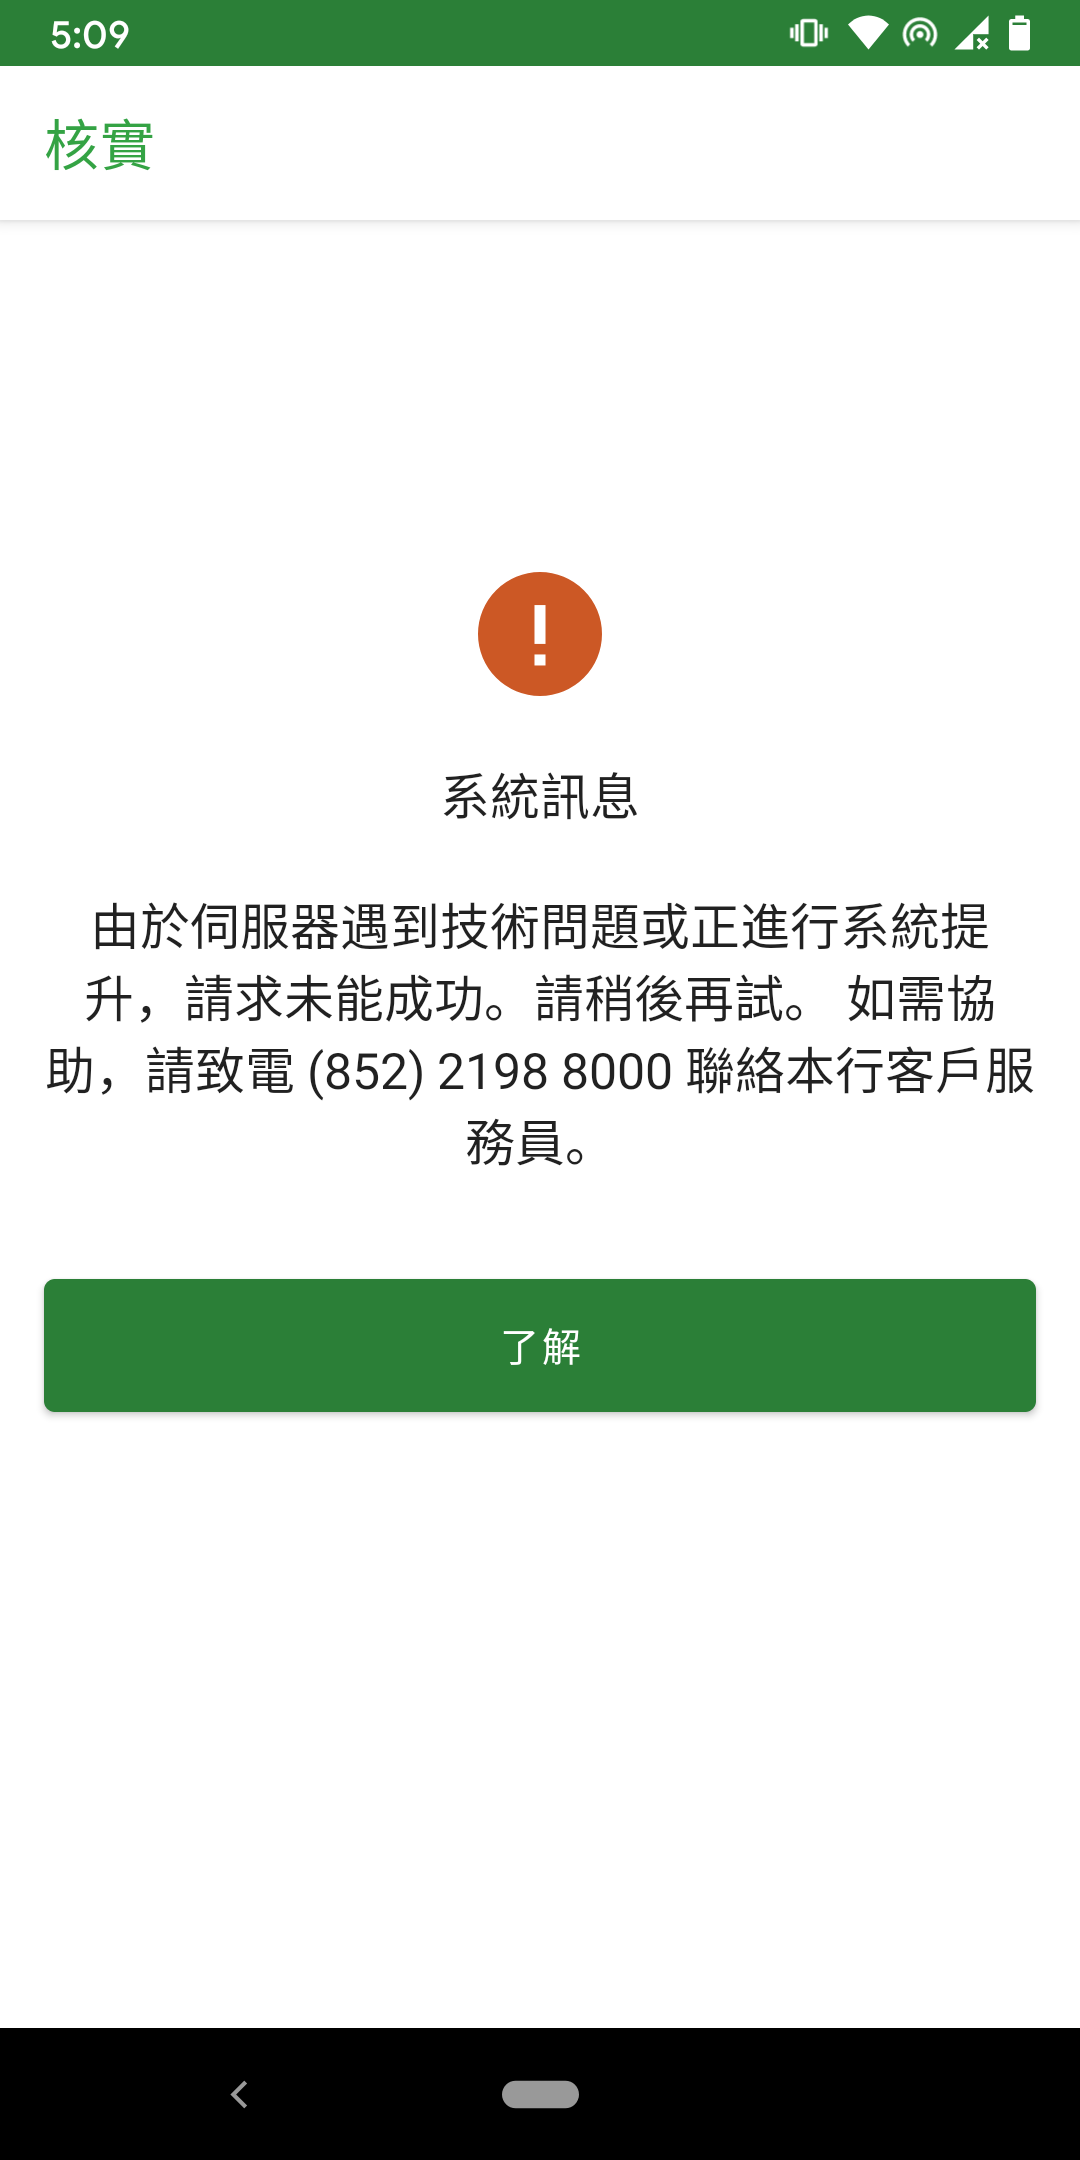 5:09
核實
系統訊息
由於伺服器遇到技術問題或正進行系統提
升，請求未能成功。請稍後再試。 如需協
助，請致電 (852) 2198 8000 聯絡本行客戶服
務員。
了解